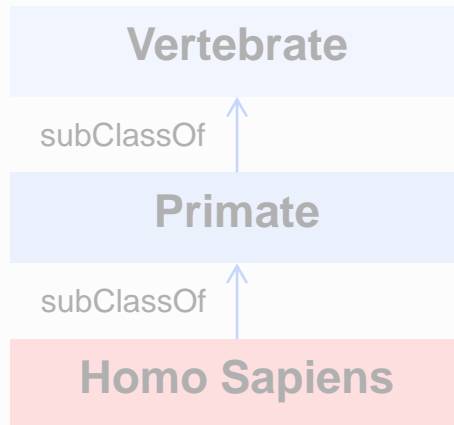 Vertebrate
subClassOf
Primate
subClassOf
Homo Sapiens